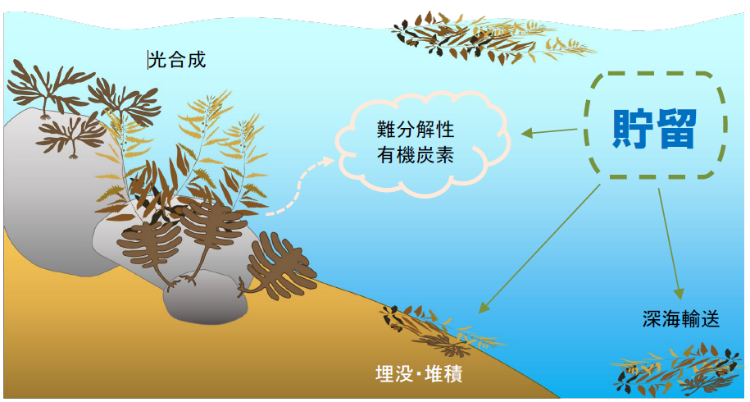 光合成
難分解性
有機炭素
貯留
深海輸送
埋没・堆積